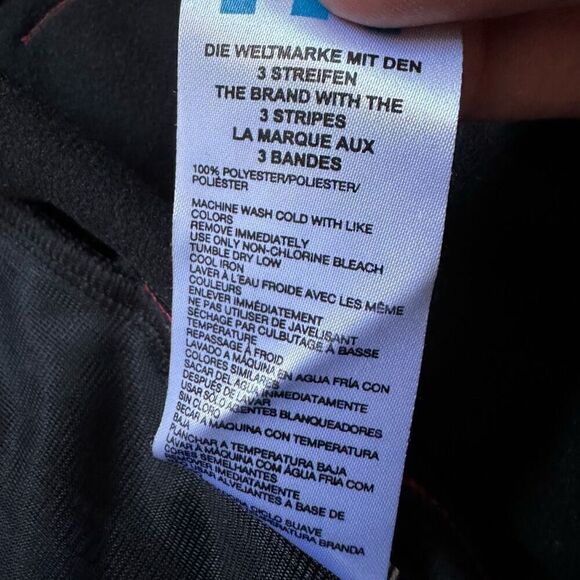 DIE WELTMARKE MIT DEN
3 STREIFEN
THE BRAND WITH THE
3 STRIPES
LA MARQUE AUX
3 BANDES
100% POLYESTER/POLIESTER/
POLIÉSTER
MACHINE WASH COLD WITH LIKE
COLORS
REMOVE IMMEDIATELY
USE ONLY NON-CHLORINE BLEACH
TUMBLE DRY LOW
COOL IRON
LAVER À L'EAU FROIDE AVEC LES MÊME
COULEURS
ENLEVER IMMÉDIATEMENT
NE PAS UTILISER DE JAVELISANT
SÉCHAGE PAR CULBUTAGE À BASSE
TEMPÉRATURE
REPASSAGE À FROID
LAVADO A MÁQUINA EN AGUA FRÍA CON
COLORES SIMILARES
SACAR DEL AGUA INMEDIATAMENTE
DESPUÉS DE LAVAR
USAR SÓLO AGENTES BLANQUEADORES
SIN CLORO
SECAR A MÁQUINA CON TEMPERATURA
BAJA
PLANCHAR A TEMPERATURA BAJA
LAVAR À MÁQUINA COM ÁGUA FRIA COM
CORES SEMELHANTES
IMEDIATAMENTE
ALVEJANTES À BASE DE
CICLO SUAVE
BRANDA